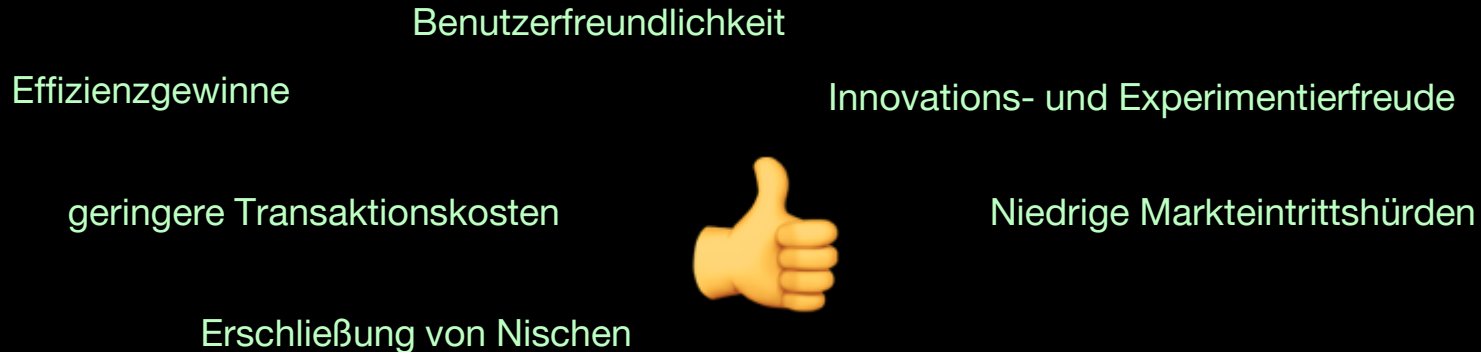 Benutzerfreundlichkeit
Effizienzgewinne
Innovations- und Experimentierfreude
geringere Transaktionskosten
Niedrige Markteintrittshürden
Erschließung von Nischen